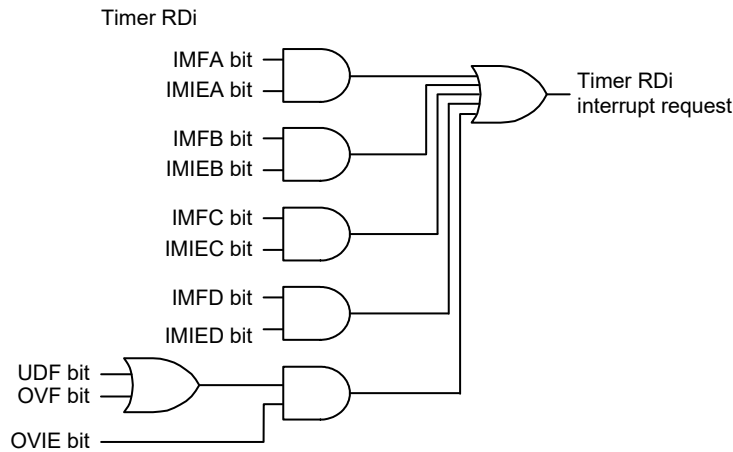 Timer RDi
IMFA bit
IMIEA bit
Timer RDi
interrupt request
IMFB bit
IMIEB bit
IMFC bit
IMIEC bit
IMFD bit
IMIED bit
UDF bit
OVF bit
OVIE bit